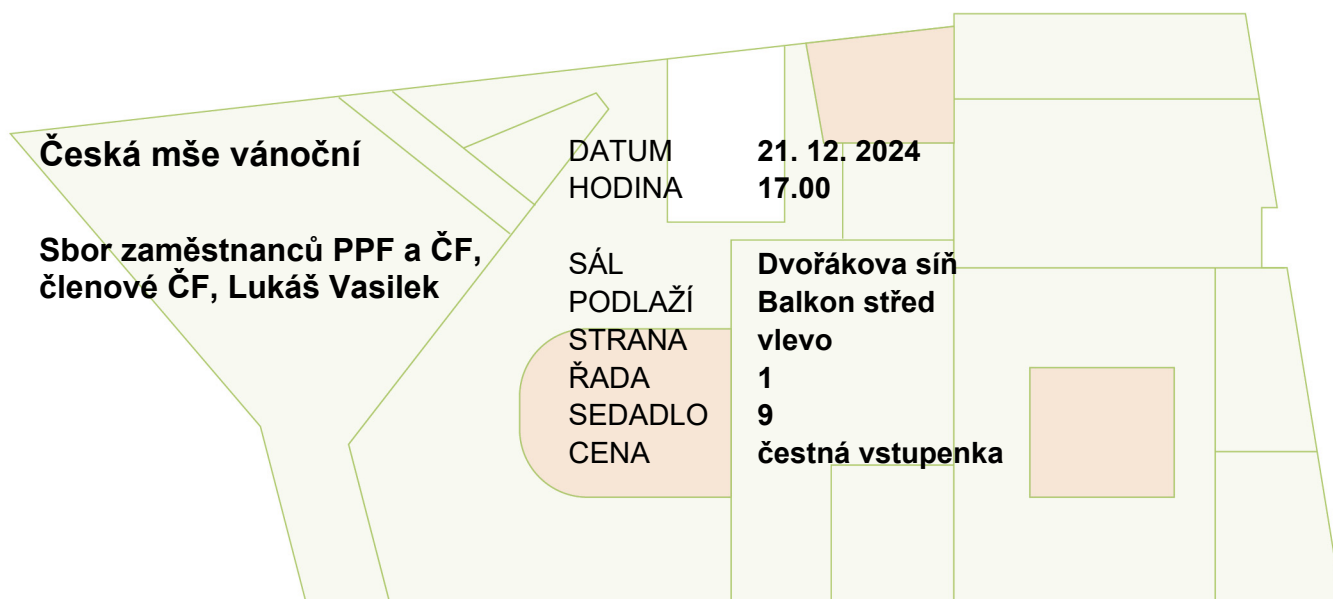 Česká mše vánoční
Sbor zaměstnanců PPF a ČF,
členové ČF, Lukáš Vasilek
DATUM 21. 12. 2024
HODINA 17.00
SÁL Dvořákova síň
PODLAŽÍ Balkon střed
STRANA vlevo
ŘADA 1
SEDADLO 9
CENA čestná vstupenka